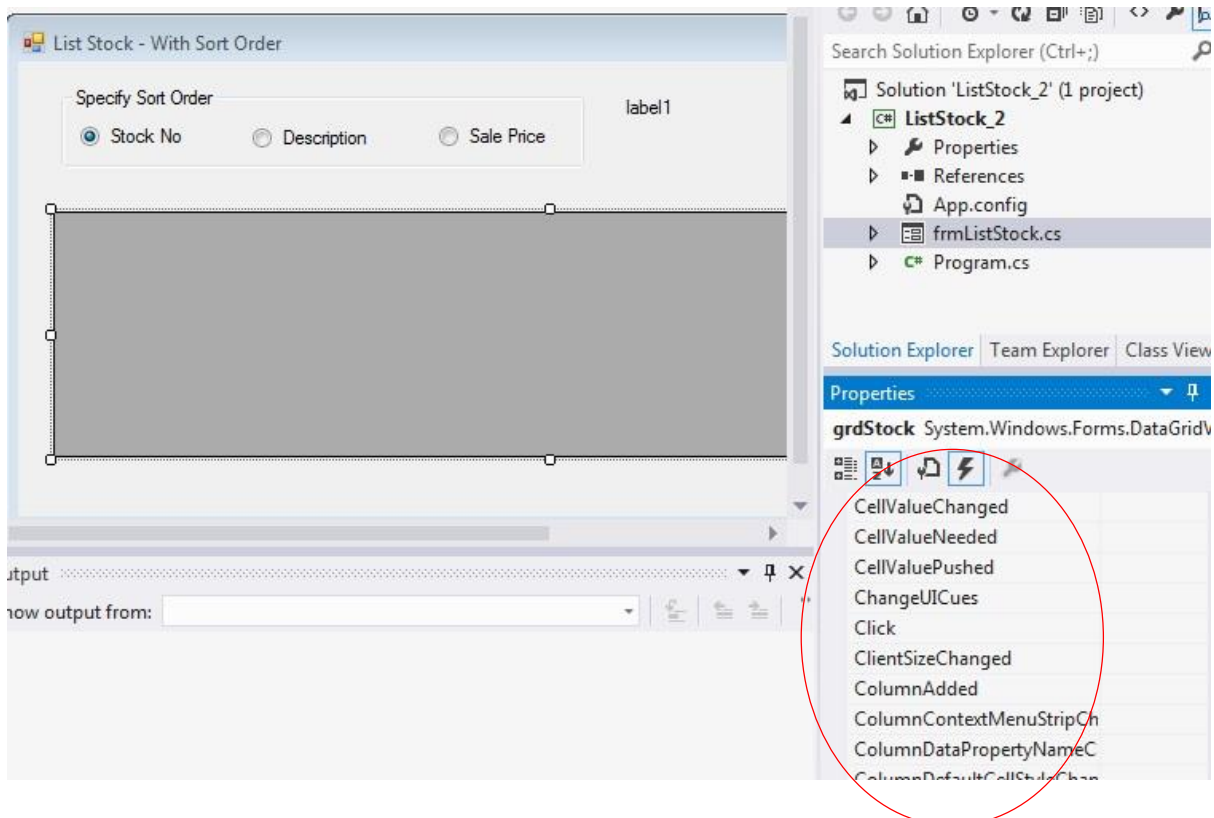 List Stock - With Sort Order
Specify Sort Order
Stock No
Description
Sale Price
label1
utput
now output from:
Search Solution Explorer (Ctrl+;)
Solution 'ListStock_2' (1 project)
C# ListStock_2
Properties
References
App.config
frmListStock.cs
C# Program.cs
Solution Explorer Team Explorer Class View
Properties
grdStock System.Windows.Forms.DataGridV
CellValueChanged
CellValueNeeded
CellValuePushed
ChangeUICues
Click
ClientSizeChanged
ColumnAdded
ColumnContextMenuStripCh
ColumnDataPropertyNameC
ColumnDefaultCellStyleChan